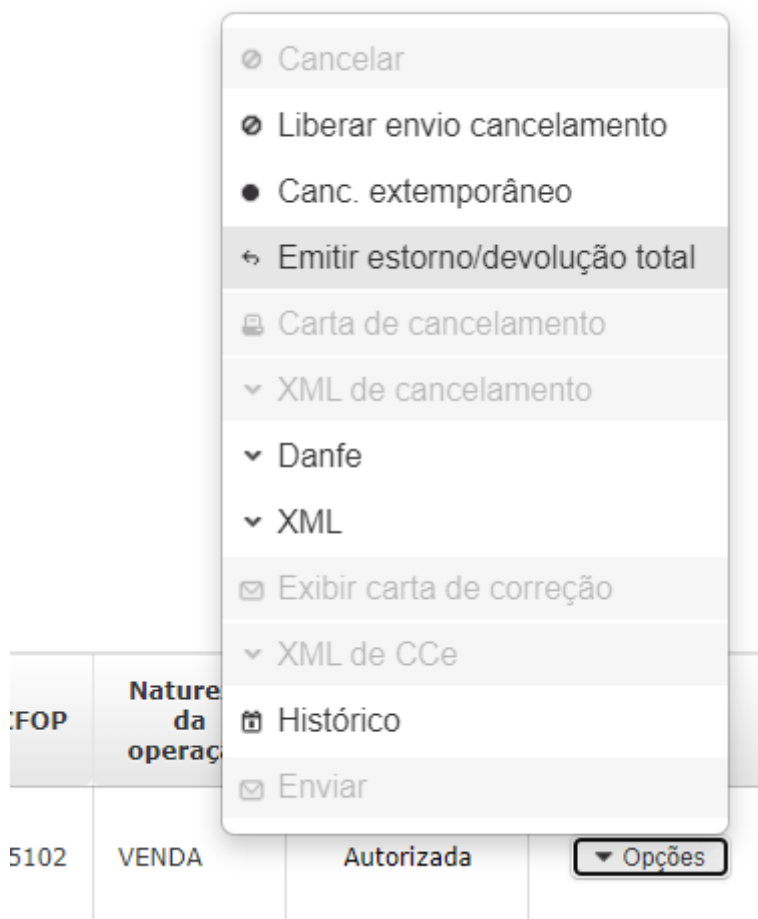 Cancelar
Liberar envio cancelamento
Canc. extemporâneo
Emitir estorno/devolução total
Carta de cancelamento
XML de cancelamento
Danfe
XML
Exibir carta de correção
XML de CCe
Histórico
Enviar
CFOP
Nature
da
operaç
5102
VENDA
Autorizada
Opções